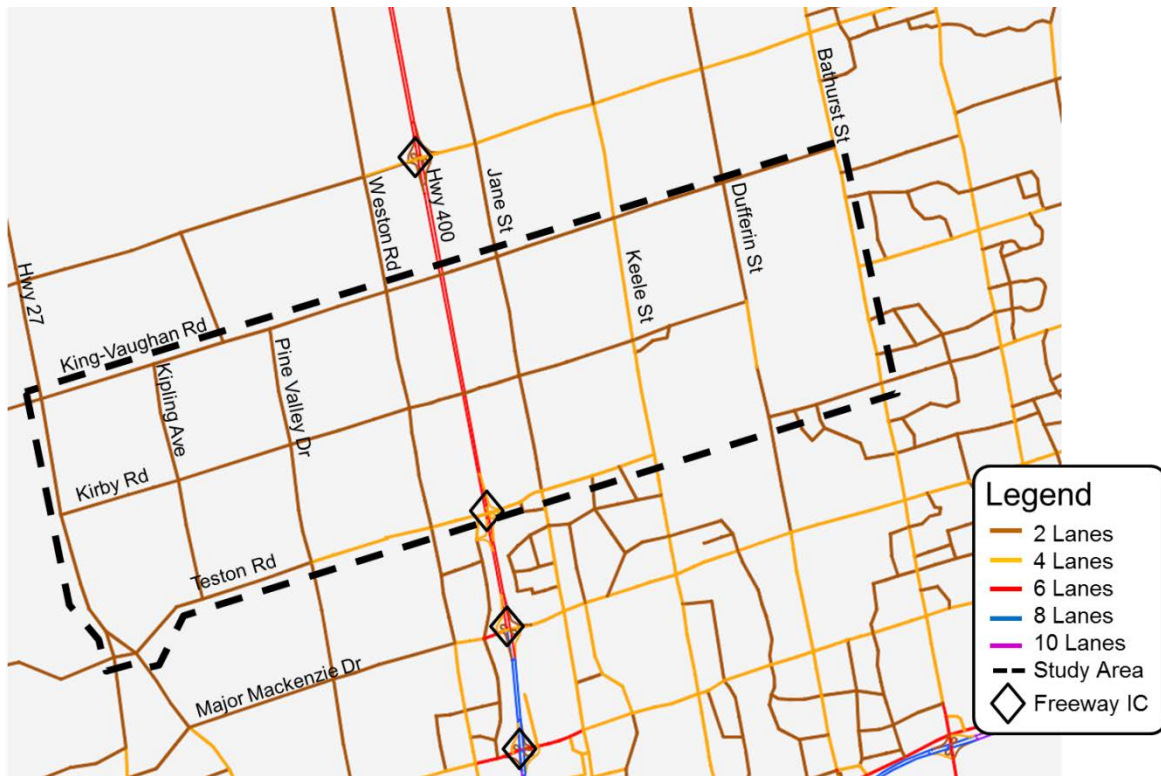 Hwy 27
King-Vaughan Rd
Kipling Ave
Pine Valley Dr
Weston Rd
Hwy 400
Jane St
Keele St
Dufferin St
Bathurst St
Kirby Rd
Teston Rd
Major Mackenzie Dr
Legend
2 Lanes
4 Lanes
6 Lanes
8 Lanes
10 Lanes
Study Area
Freeway IC